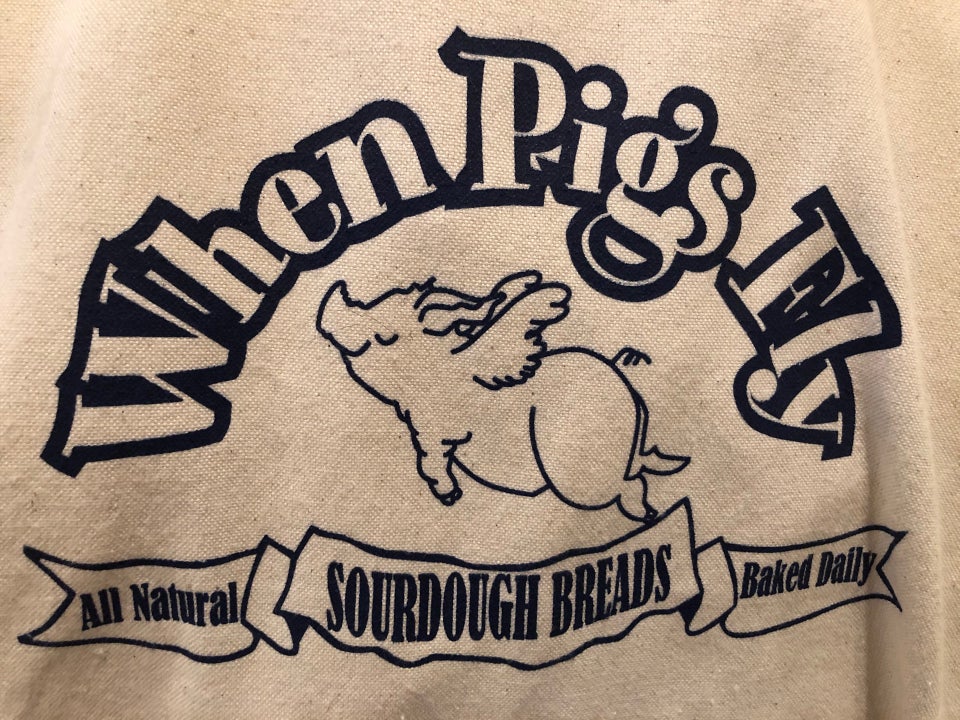 When Pigs Fly
All Natural SOURDOUGH BREADS Baked Daily